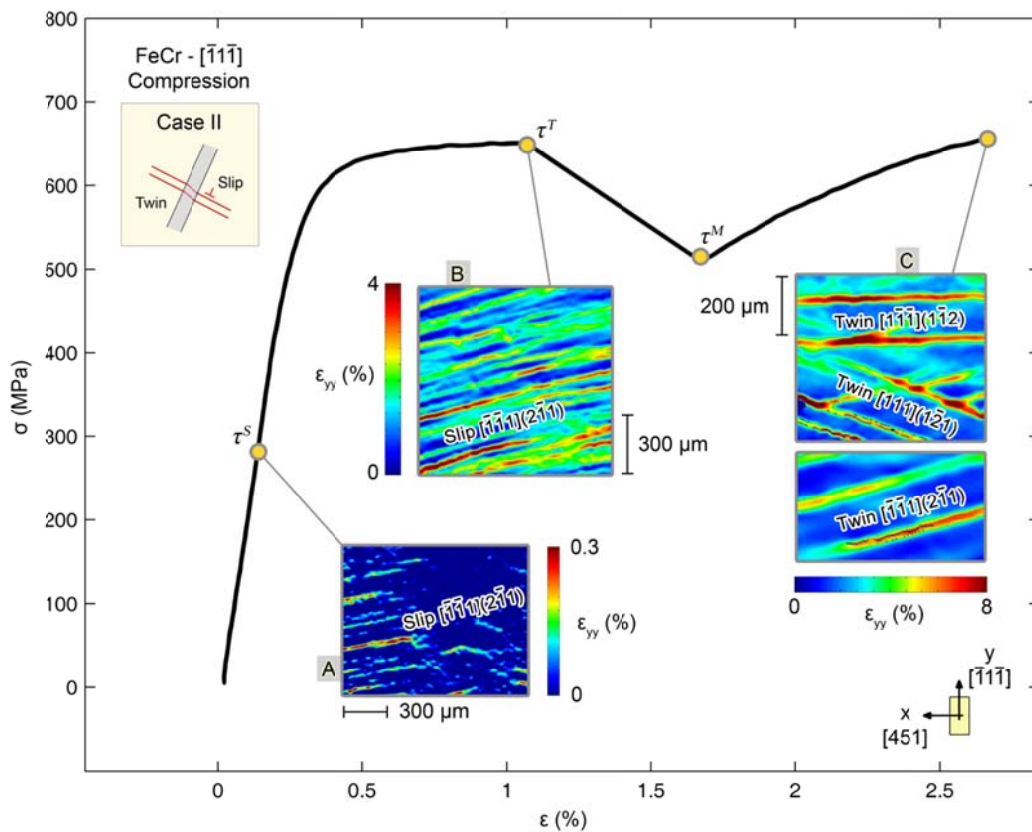 800
700
600
500
400
300
200
100
0
σ (MPa)
FeCr - [1̄11̄]
Compression
Case II
Slip
Twin
τ^T
τ^M
τ^S
B
4
ε_yy (%)
0
Slip [1̄1̄1](21̄1)
300 μm
C
200 μm
Twin [11̄1̄](11̄2)
Twin [111](12̄1)
Twin [1̄1̄1](21̄1)
0
8
ε_yy (%)
A
Slip [1̄1̄1](21̄1)
0.3
ε_yy (%)
0
300 μm
y
[1̄11̄]
x
[451]
0
0.5
1
1.5
2
2.5
ε (%)